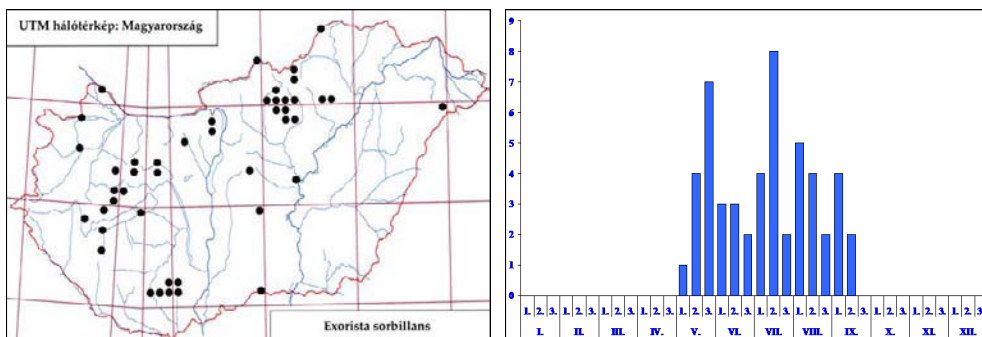 UTM hálótérkép: Magyarország
Exorista sorbillans
9
8
7
6
5
4
3
2
1
0
1. 2. 3. 1. 2. 3. 1. 2. 3. 1. 2. 3. 1. 2. 3. 1. 2. 3. 1. 2. 3. 1. 2. 3. 1. 2. 3. 1. 2. 3. 1. 2. 3. 1. 2. 3.
I. II. III. IV. V. VI. VII. VIII. IX. X. XI. XII.